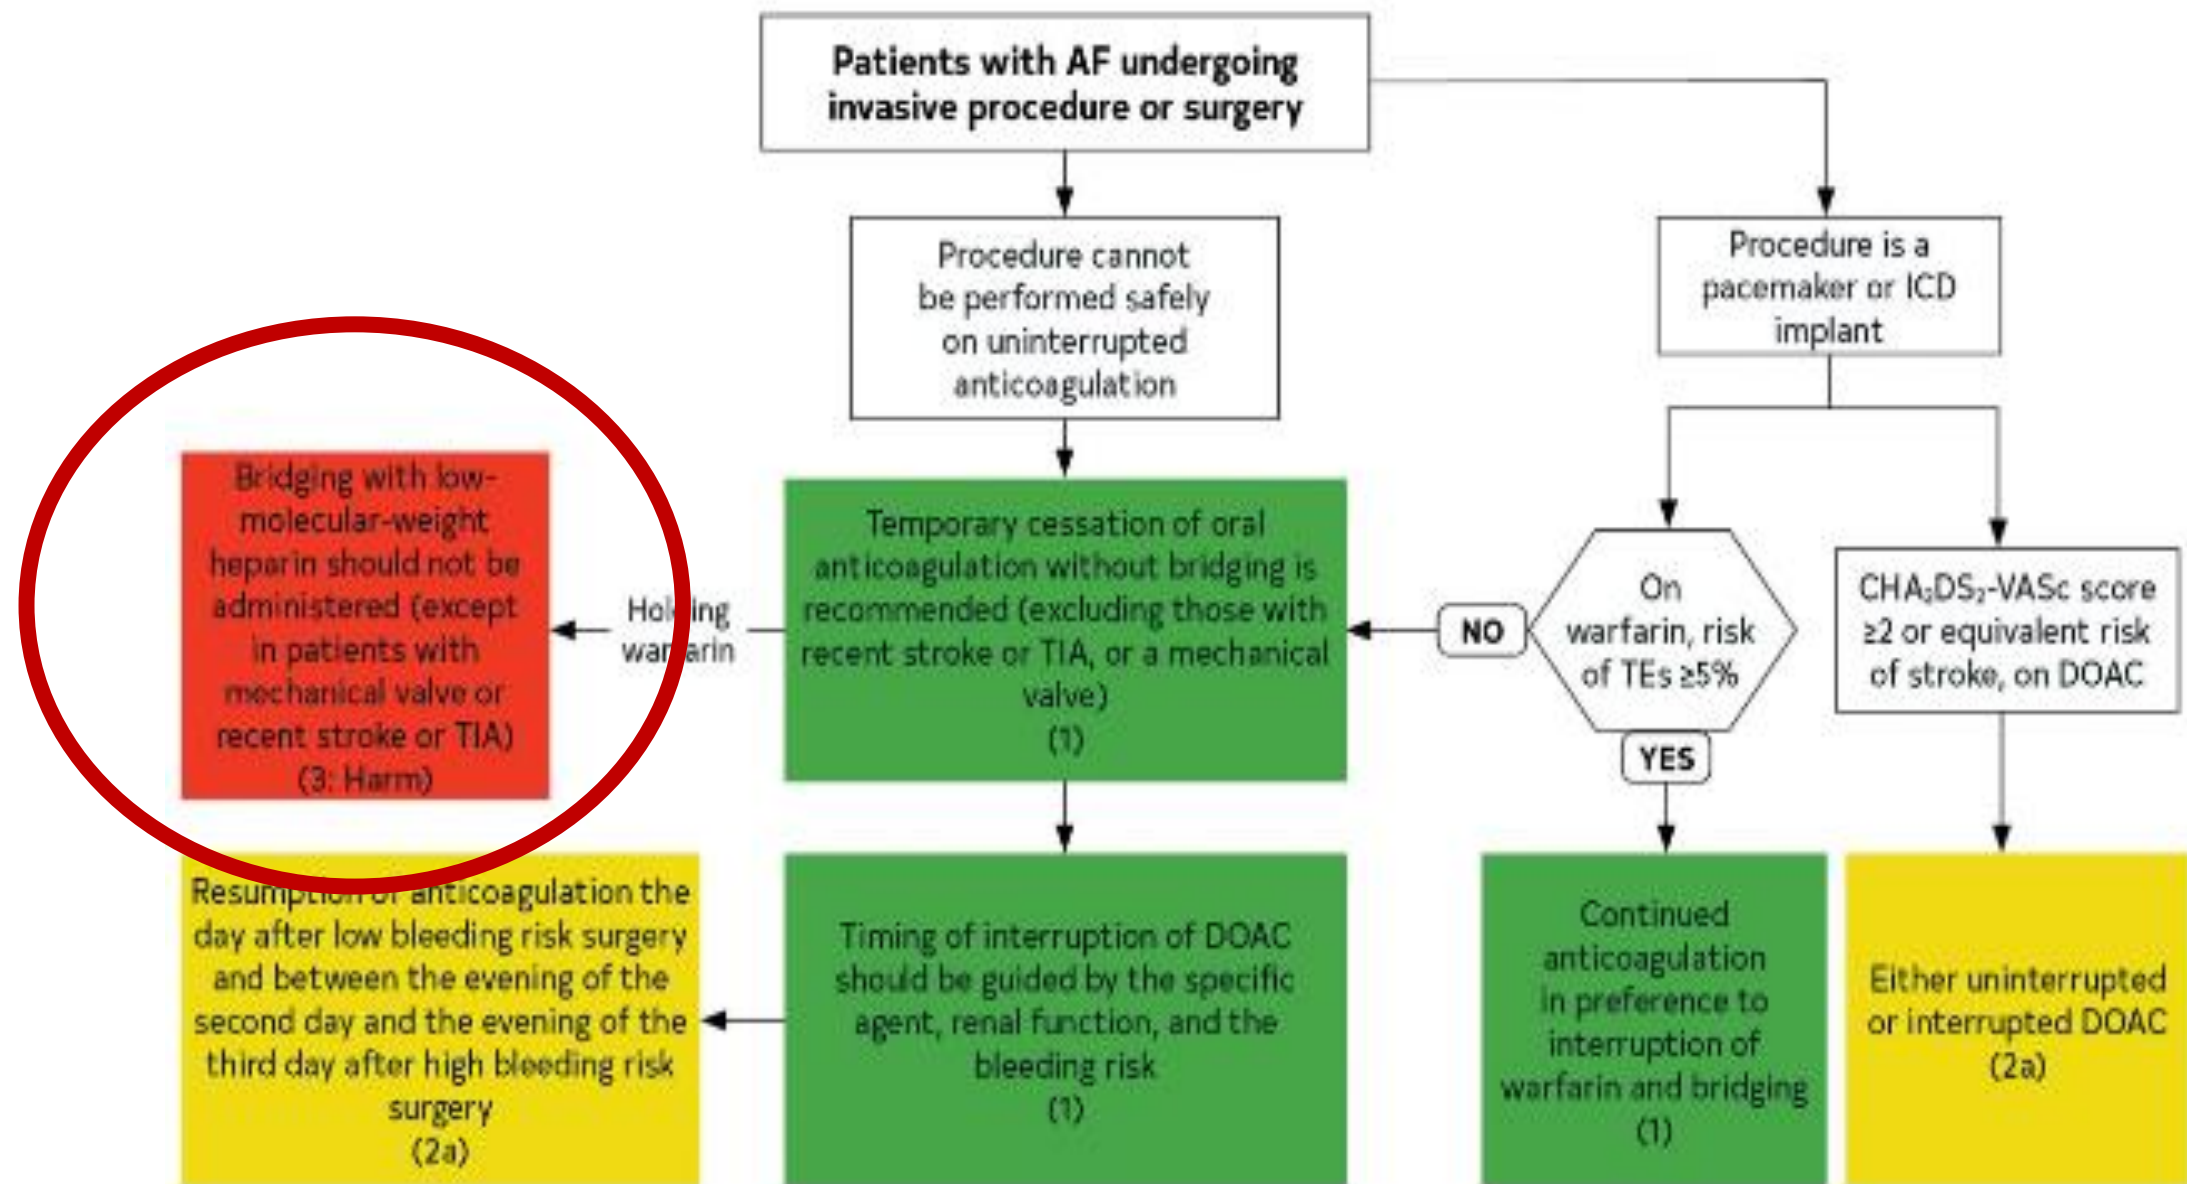 Patients with AF undergoing
invasive procedure or surgery
Procedure cannot
be performed safely
on uninterrupted
anticoagulation
Procedure is a
pacemaker or ICD
implant
Bridging with low-
molecular-weight
heparin should not be
administered (except
in patients with
mechanical valve or
recent stroke or TIA)
(3: Harm)
Holding
warfarin
Temporary cessation of oral
anticoagulation without bridging is
recommended (excluding those with
recent stroke or TIA, or a mechanical
valve)
(1)
NO
On
warfarin, risk
of TEs ≥5%
YES
CHA₂DS₂-VASc score
≥2 or equivalent risk
of stroke, on DOAC
Resumption of anticoagulation the
day after low bleeding risk surgery
and between the evening of the
second day and the evening of the
third day after high bleeding risk
surgery
(2a)
Timing of interruption of DOAC
should be guided by the specific
agent, renal function, and the
bleeding risk
(1)
Continued
anticoagulation
in preference to
interruption of
warfarin and bridging
(1)
Either uninterrupted
or interrupted DOAC
(2a)